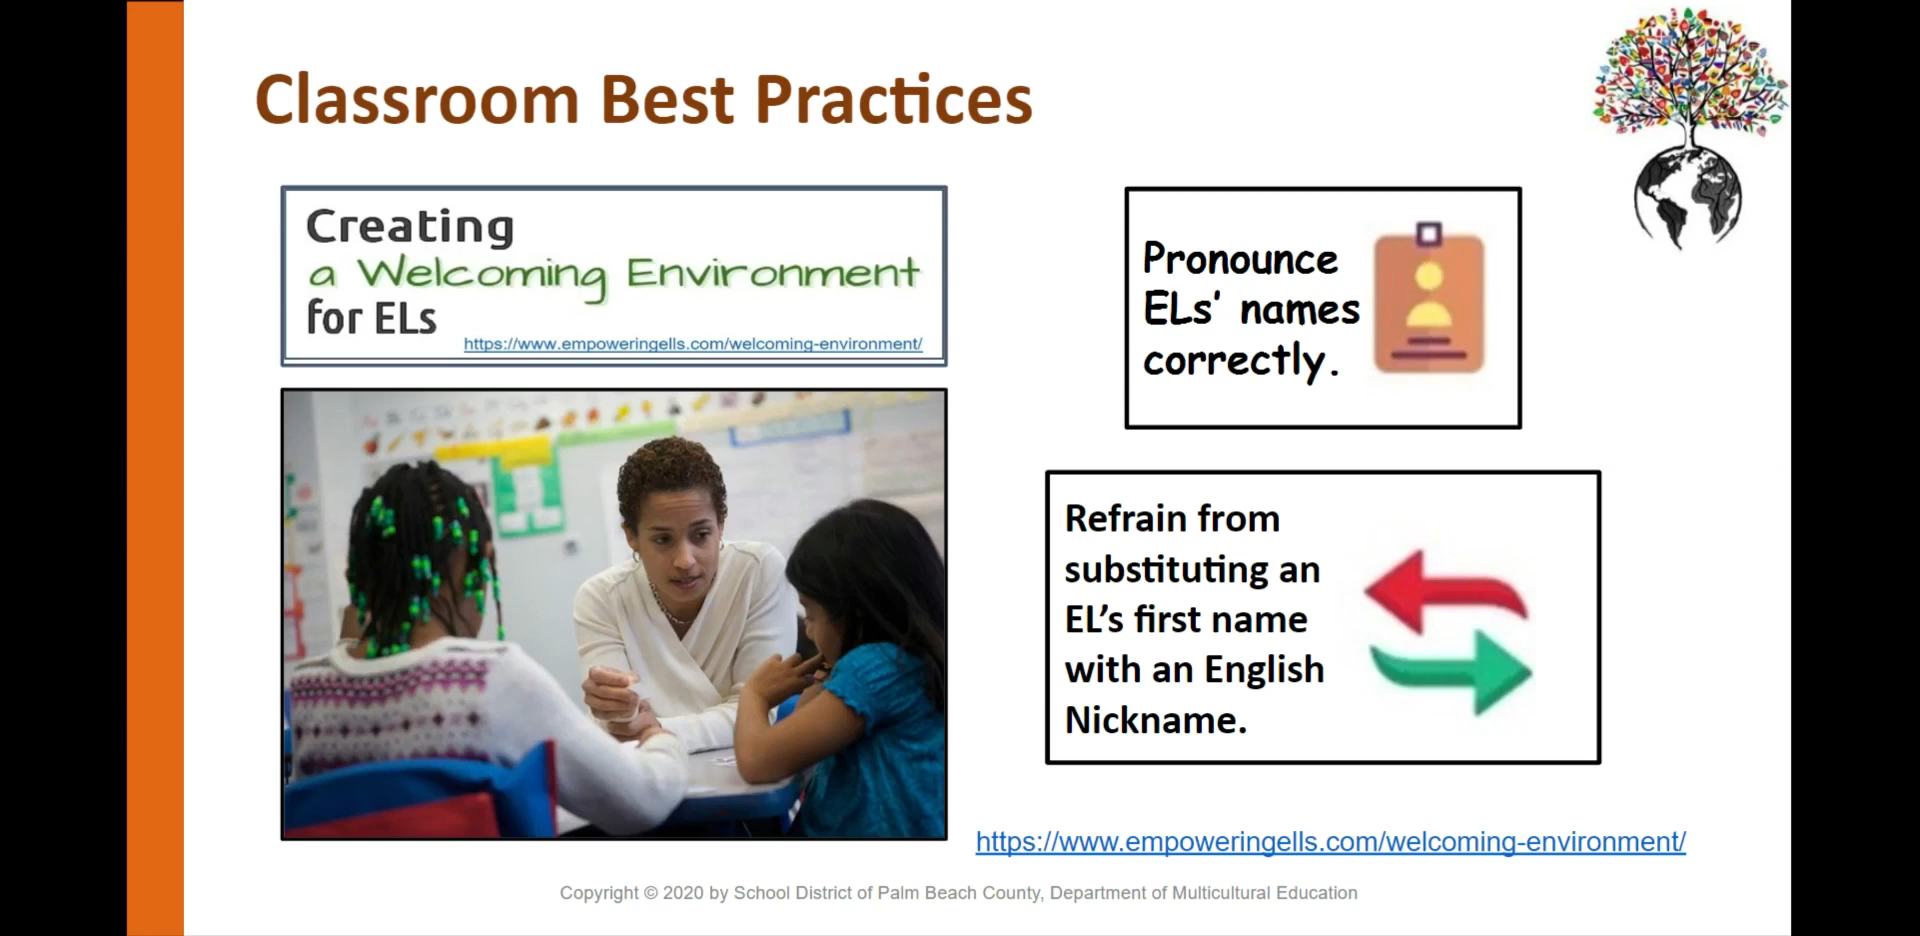 Classroom Best Practices
Creating
a Welcoming Environment
for ELs
https://www.empoweringells.com/welcoming-environment/
Pronounce
ELs' names
correctly.
Refrain from
substituting an
EL’s first name
with an English
Nickname.
https://www.empoweringells.com/welcoming-environment/
Copyright © 2020 by School District of Palm Beach County, Department of Multicultural Education